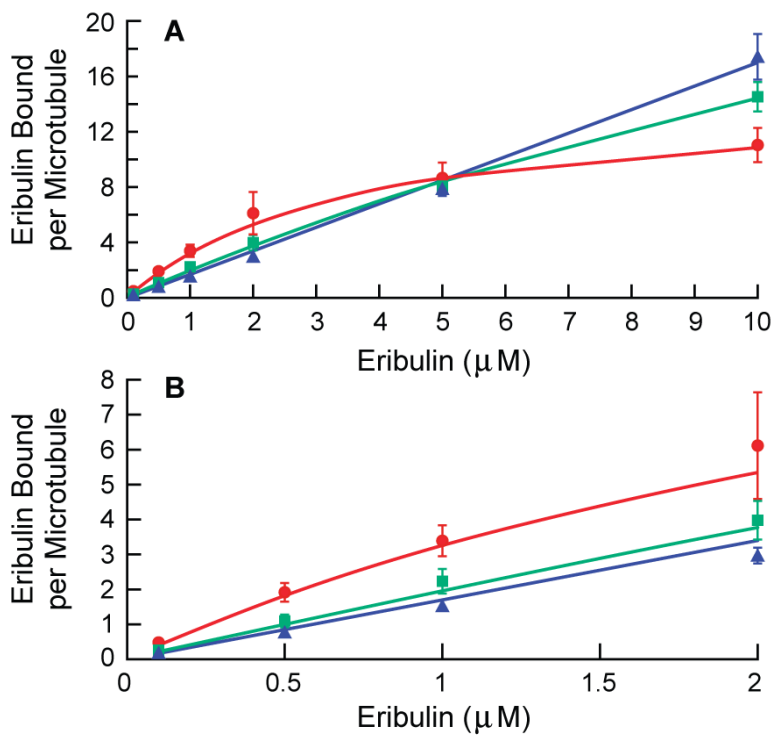 A
Eribulin Bound
per Microtubule
20
16
12
8
4
0
0 1 2 3 4 5 6 7 8 9 10
Eribulin (μM)
B
Eribulin Bound
per Microtubule
8
7
6
5
4
3
2
1
0
0 0.5 1 1.5 2
Eribulin (μM)